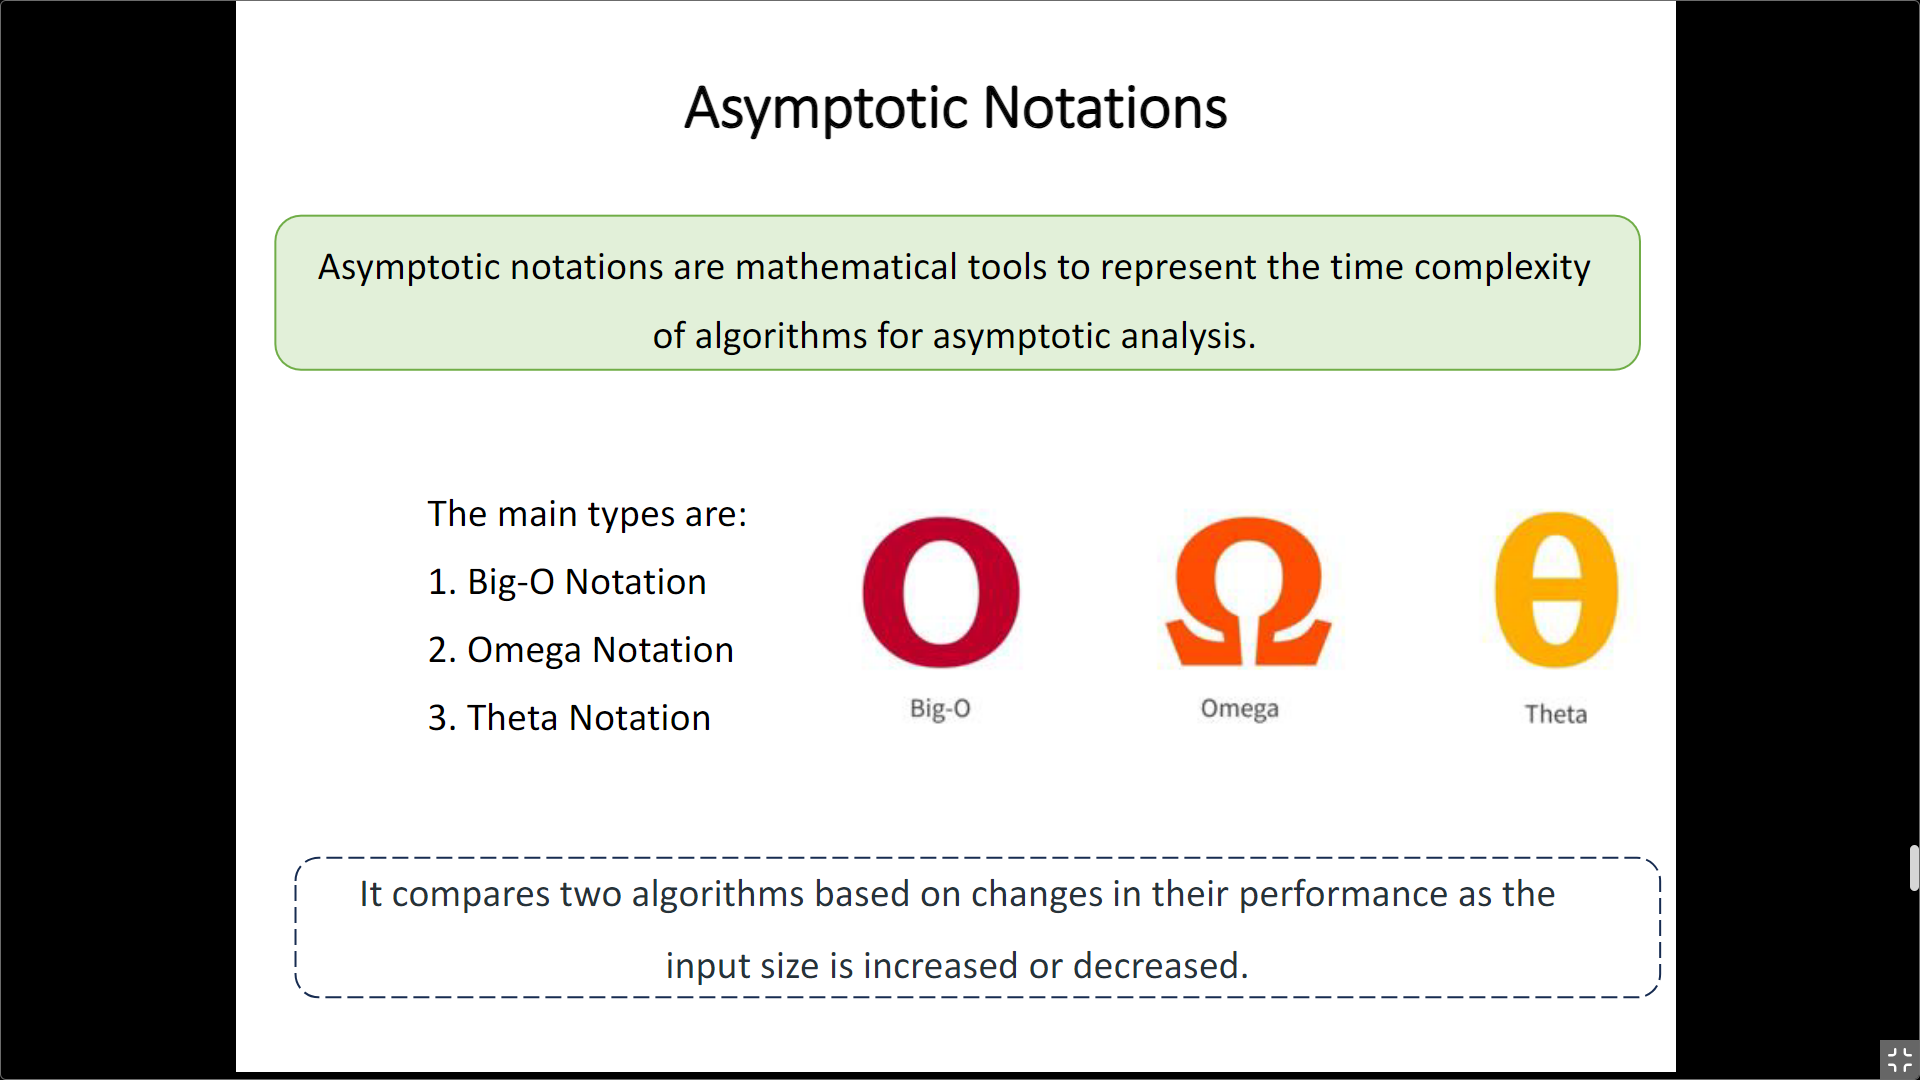 Asymptotic Notations
Asymptotic notations are mathematical tools to represent the time complexity
of algorithms for asymptotic analysis.
The main types are:
1. Big-O Notation
2. Omega Notation
3. Theta Notation
O
Big-O
Ω
Omega
θ
Theta
It compares two algorithms based on changes in their performance as the
input size is increased or decreased.